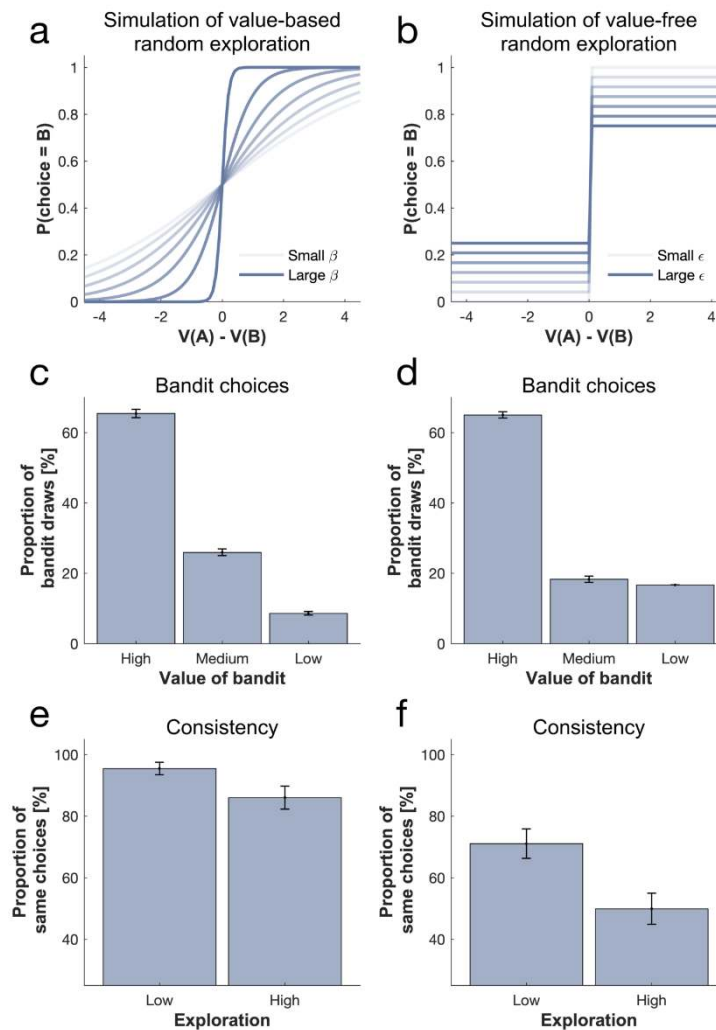 a
Simulation of value-based
random exploration
P(choice = B)
1
0.8
0.6
0.4
0.2
0
Small β
Large β
-4
-2
0
2
4
V(A) - V(B)
b
Simulation of value-free
random exploration
P(choice = B)
1
0.8
0.6
0.4
0.2
0
Small ϵ
Large ϵ
-4
-2
0
2
4
V(A) - V(B)
c
Bandit choices
Proportion of
bandit draws [%]
60
40
20
0
High
Medium
Low
Value of bandit
d
Bandit choices
Proportion of
bandit draws [%]
60
40
20
0
High
Medium
Low
Value of bandit
e
Consistency
Proportion of
same choices [%]
100
80
60
40
Low
High
Exploration
f
Consistency
Proportion of
same choices [%]
100
80
60
40
Low
High
Exploration